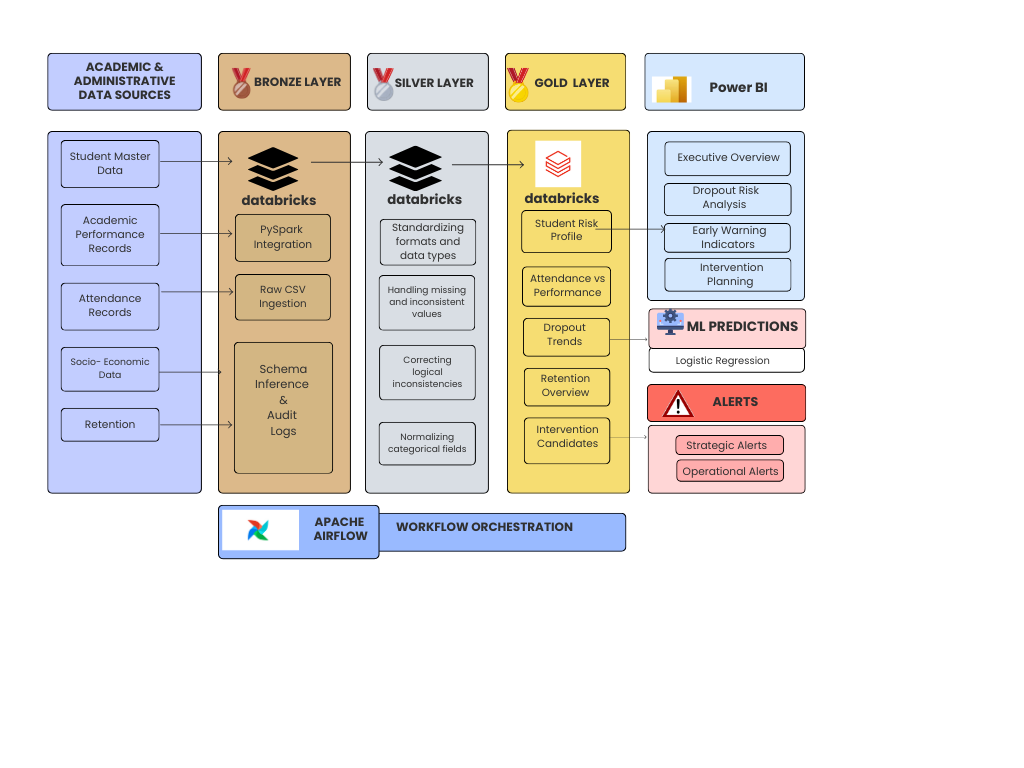 ACADEMIC &
ADMINISTRATIVE
DATA SOURCES
BRONZE LAYER
SILVER LAYER
GOLD LAYER
Power BI
Student Master
Data
Academic
Performance
Records
Attendance
Records
Socio- Economic
Data
Retention
databricks
PySpark
Integration
Raw CSV
Ingestion
Schema
Inference
&
Audit
Logs
databricks
Standardizing
formats and
data types
Handling missing
and inconsistent
values
Correcting
logical
inconsistencies
Normalizing
categorical fields
databricks
Student Risk
Profile
Attendance vs
Performance
Dropout
Trends
Retention
Overview
Intervention
Candidates
Executive Overview
Dropout Risk
Analysis
Early Warning
Indicators
Intervention
Planning
ML PREDICTIONS
Logistic Regression
ALERTS
Strategic Alerts
Operational Alerts
APACHE
AIRFLOW
WORKFLOW ORCHESTRATION